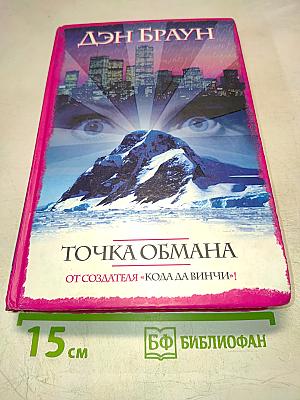 ДЭН БРАУН
ТОЧКА ОБМАНА
ОТ СОЗДАТЕЛЯ «КОДА ДА ВИНЧИ»!
15 см
БФ БИБЛИОФАН